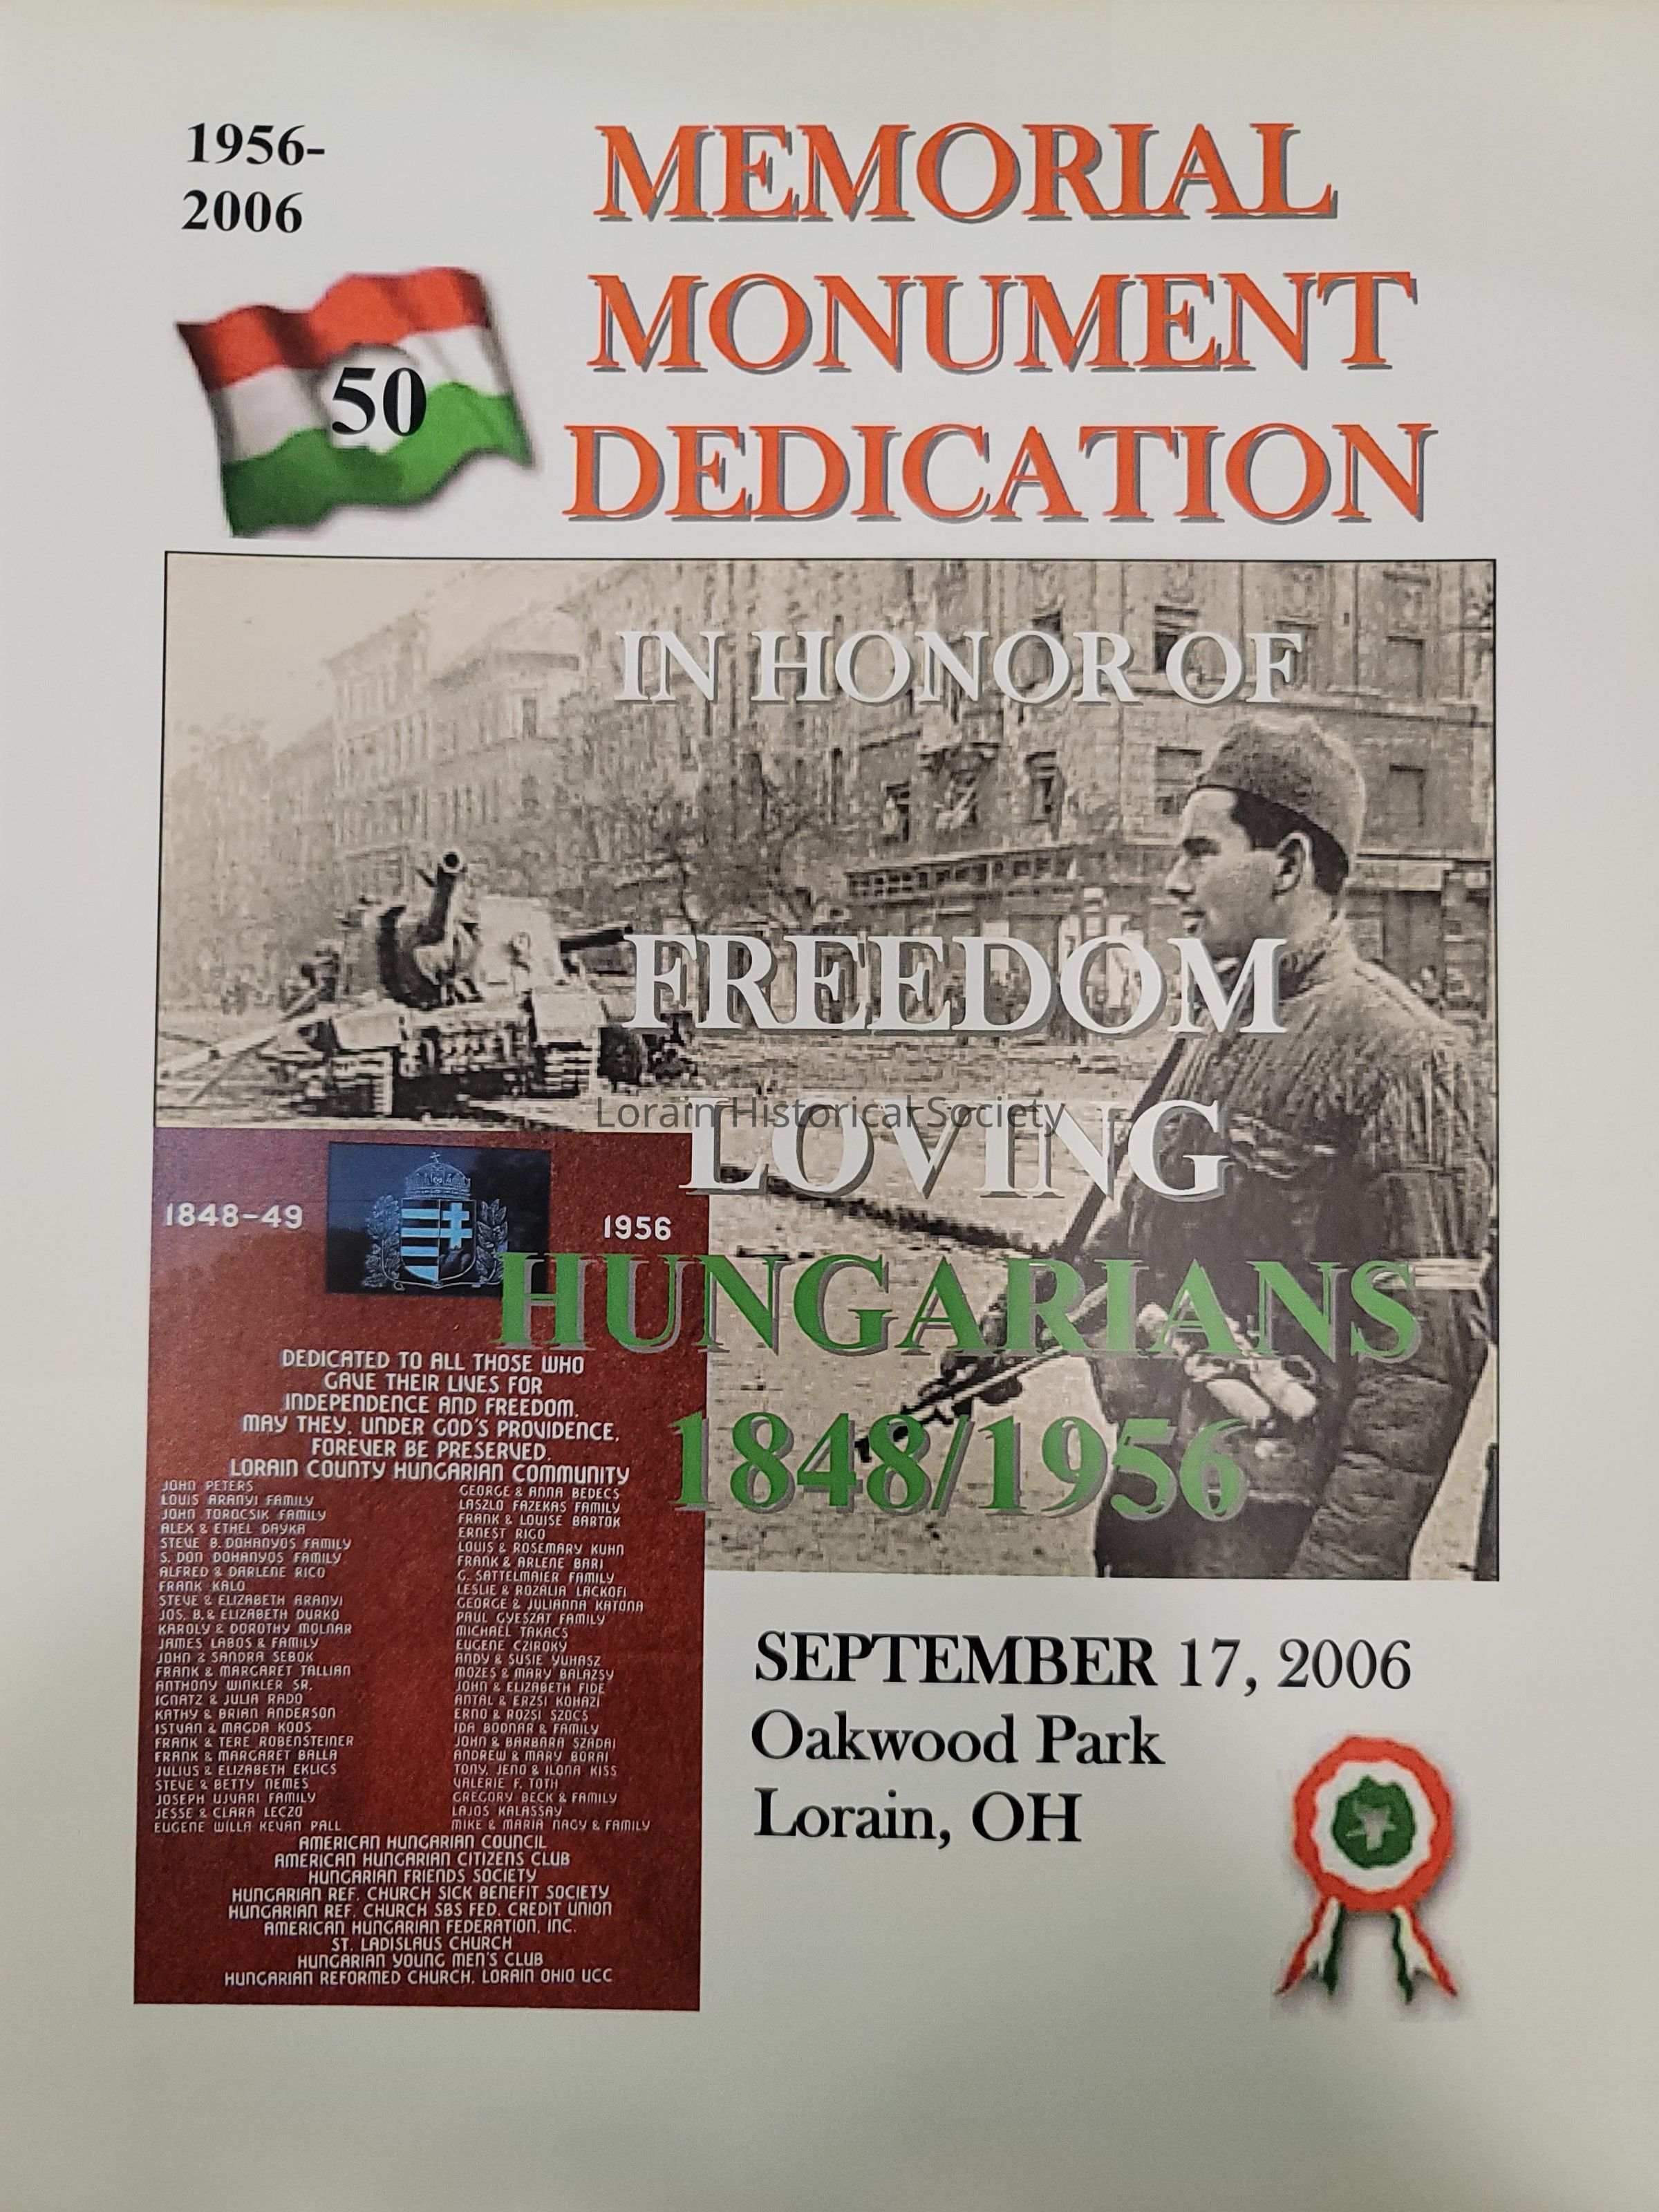 1956-
2006
50
MEMORIAL
MONUMENT
DEDICATION
IN HONOR OF
FREEDOM
LOVING
HUNGARIANS
1848/1956
Lorain Historical Society
1848-49
1956
DEDICATED TO ALL THOSE WHO
GAVE THEIR LIVES FOR
INDEPENDENCE AND FREEDOM.
MAY THEY, UNDER GOD'S PROVIDENCE,
FOREVER BE PRESERVED.
LORAIN COUNTY HUNGARIAN COMMUNITY
JOHN PETERS
LOUIS ARANYI FAMILY
JOHN TOROCSIK FAMILY
ALEX & ETHEL DAYKA
STEVE B. DOHANYOS FAMILY
S. DON DOHANYOS FAMILY
ALFRED & DARLENE RICO
FRANK KALO
STEVE & ELIZABETH ARANYI
JOS. B. & ELIZABETH DURKO
KAROLY & DOROTHY MOLNAR
JAMES LABOS & FAMILY
JOHN & SANDRA SEBOK
FRANK & MARGARET TALLIAN
ANTHONY WINKLER SR.
IGNATZ & JULIA RADO
KATHY & BRIAN ANDERSON
ISTVAN & MAGDA KOOS
FRANK & TERE ROBENSTEINER
FRANK & MARGARET BALLA
JULIUS & ELIZABETH EKLICS
STEVE & BETTY NEMES
JOSEPH UJVARI FAMILY
JESSE & CLARA LECZO
EUGENE WILLA KEVAN PALL
GEORGE & ANNA BEDECS
LASZLO FAZEKAS FAMILY
FRANK & LOUISE BARTOK
ERNEST RIGO
LOUIS & ROSEMARY KUHN
FRANK & ARLENE BARI
G. SATTELMAIER FAMILY
LESLIE & ROZALIA LACKOFI
GEORGE & JULIANNA KATONA
PAUL GYESZAT FAMILY
MICHAEL TAKACS
EUGENE CZIROKY
ANDY & SUSIE YUHASZ
MOZES & MARY BALAZSY
JOHN & ELIZABETH FIDE
ANTAL & ERZSI KOHAZI
ERNO & ROZSI SZOCS
IDA BODNAR & FAMILY
JOHN & BARBARA SZADAI
ANDREW & MARY BORAI
TONY, JENO & ILONA KISS
VALERIE F. TOTH
GREGORY BECK & FAMILY
LAJOS KALASSAY
MIKE & MARIA NAGY & FAMILY
AMERICAN HUNGARIAN COUNCIL
AMERICAN HUNGARIAN CITIZENS CLUB
HUNGARIAN FRIENDS SOCIETY
HUNGARIAN REF. CHURCH SICK BENEFIT SOCIETY
HUNGARIAN REF. CHURCH SBS FED. CREDIT UNION
AMERICAN HUNGARIAN FEDERATION, INC.
ST. LADISLAUS CHURCH
HUNGARIAN YOUNG MEN'S CLUB
HUNGARIAN REFORMED CHURCH, LORAIN OHIO UCC
SEPTEMBER 17, 2006
Oakwood Park
Lorain, OH